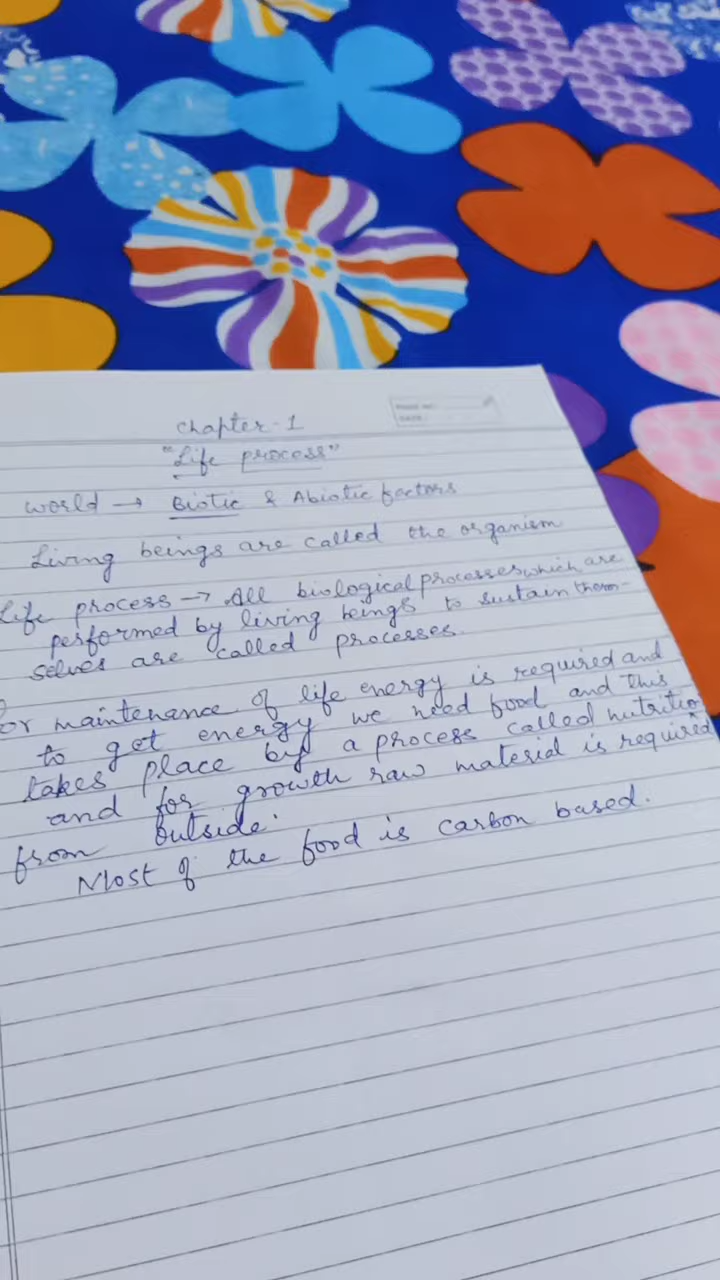 Chapter-1
"Life process"
World → Biotic & Abiotic factors
Living beings are called the organism
Life process → All biological processes which are
performed by living beings to sustain them-
selves are called processes.
For maintenance of life energy is required and
to get energy we need food and this
takes place by a process called nutrition
and for growth raw material is required
from outside.
Most of the food is carbon based.